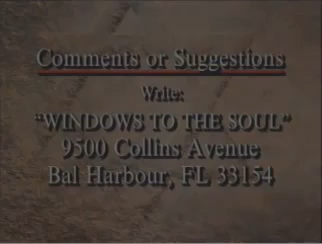 Comments or Suggestions
Write:
"WINDOWS TO THE SOUL"
9500 Collins Avenue
Bal Harbour, FL 33154